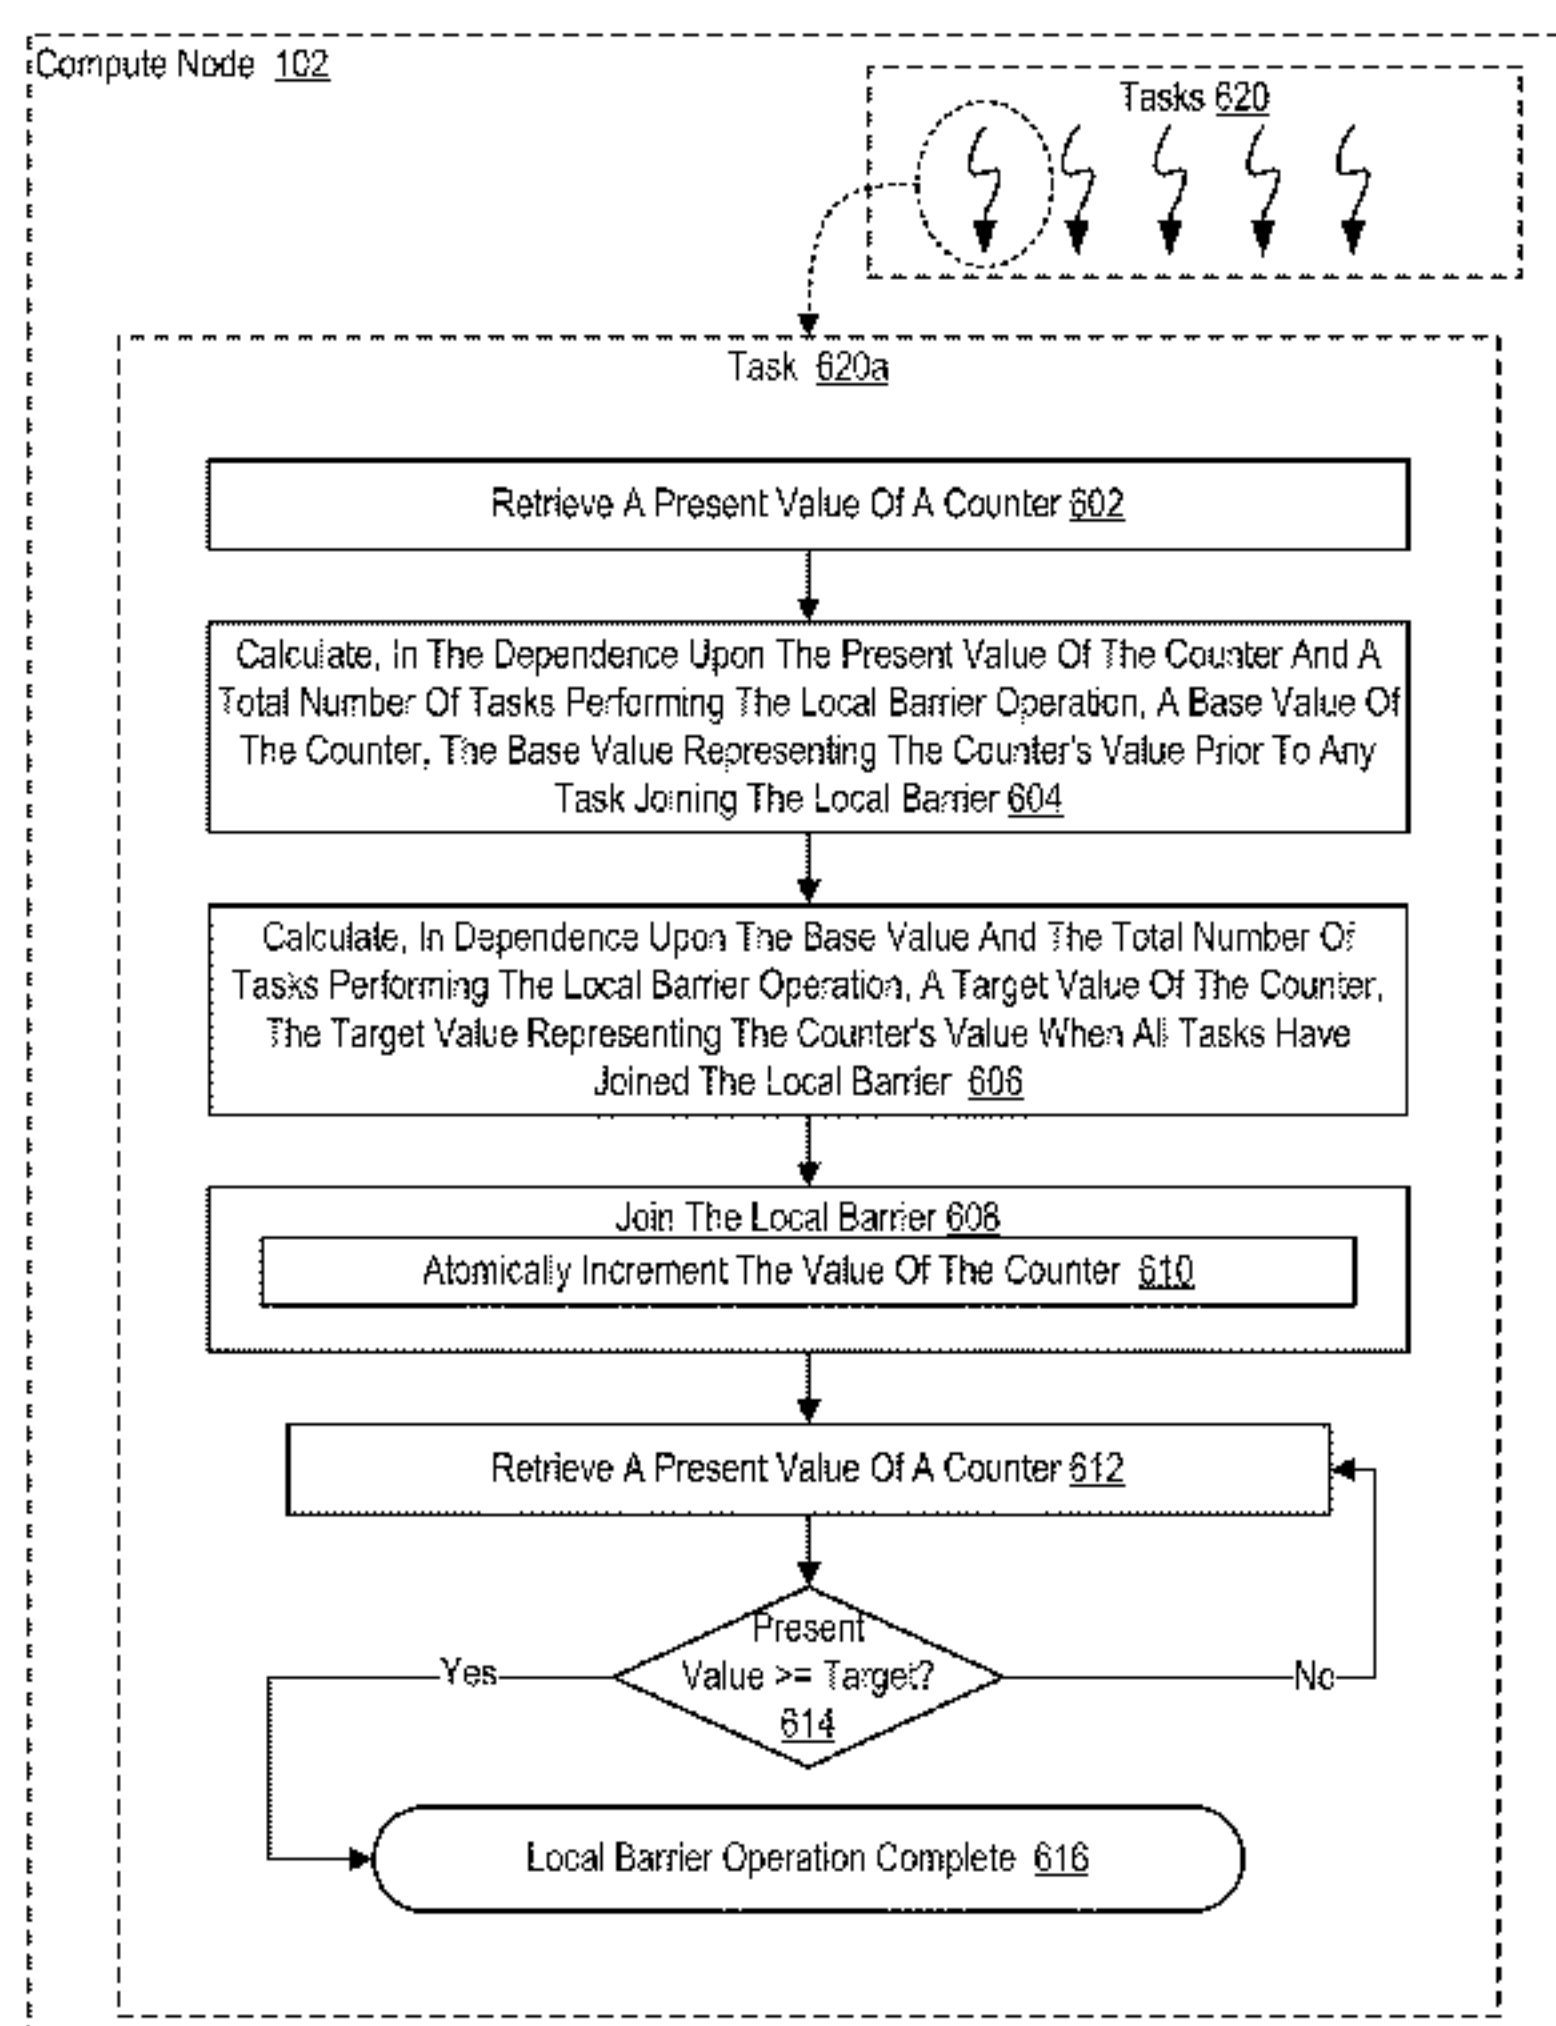 Compute Node 102
Tasks 620
Task 620a
Retrieve A Present Value Of A Counter 602
Calculate, In The Dependence Upon The Present Value Of The Counter And A
Total Number Of Tasks Performing The Local Barrier Operation, A Base Value Of
The Counter, The Base Value Representing The Counter's Value Prior To Any
Task Joining The Local Barrier 604
Calculate, In Dependence Upon The Base Value And The Total Number Of
Tasks Performing The Local Barrier Operation, A Target Value Of The Counter,
The Target Value Representing The Counter's Value When All Tasks Have
Joined The Local Barrier 606
Join The Local Barrier 608
Atomically Increment The Value Of The Counter 610
Retrieve A Present Value Of A Counter 612
Present
Value >= Target?
614
Yes
No
Local Barrier Operation Complete 616